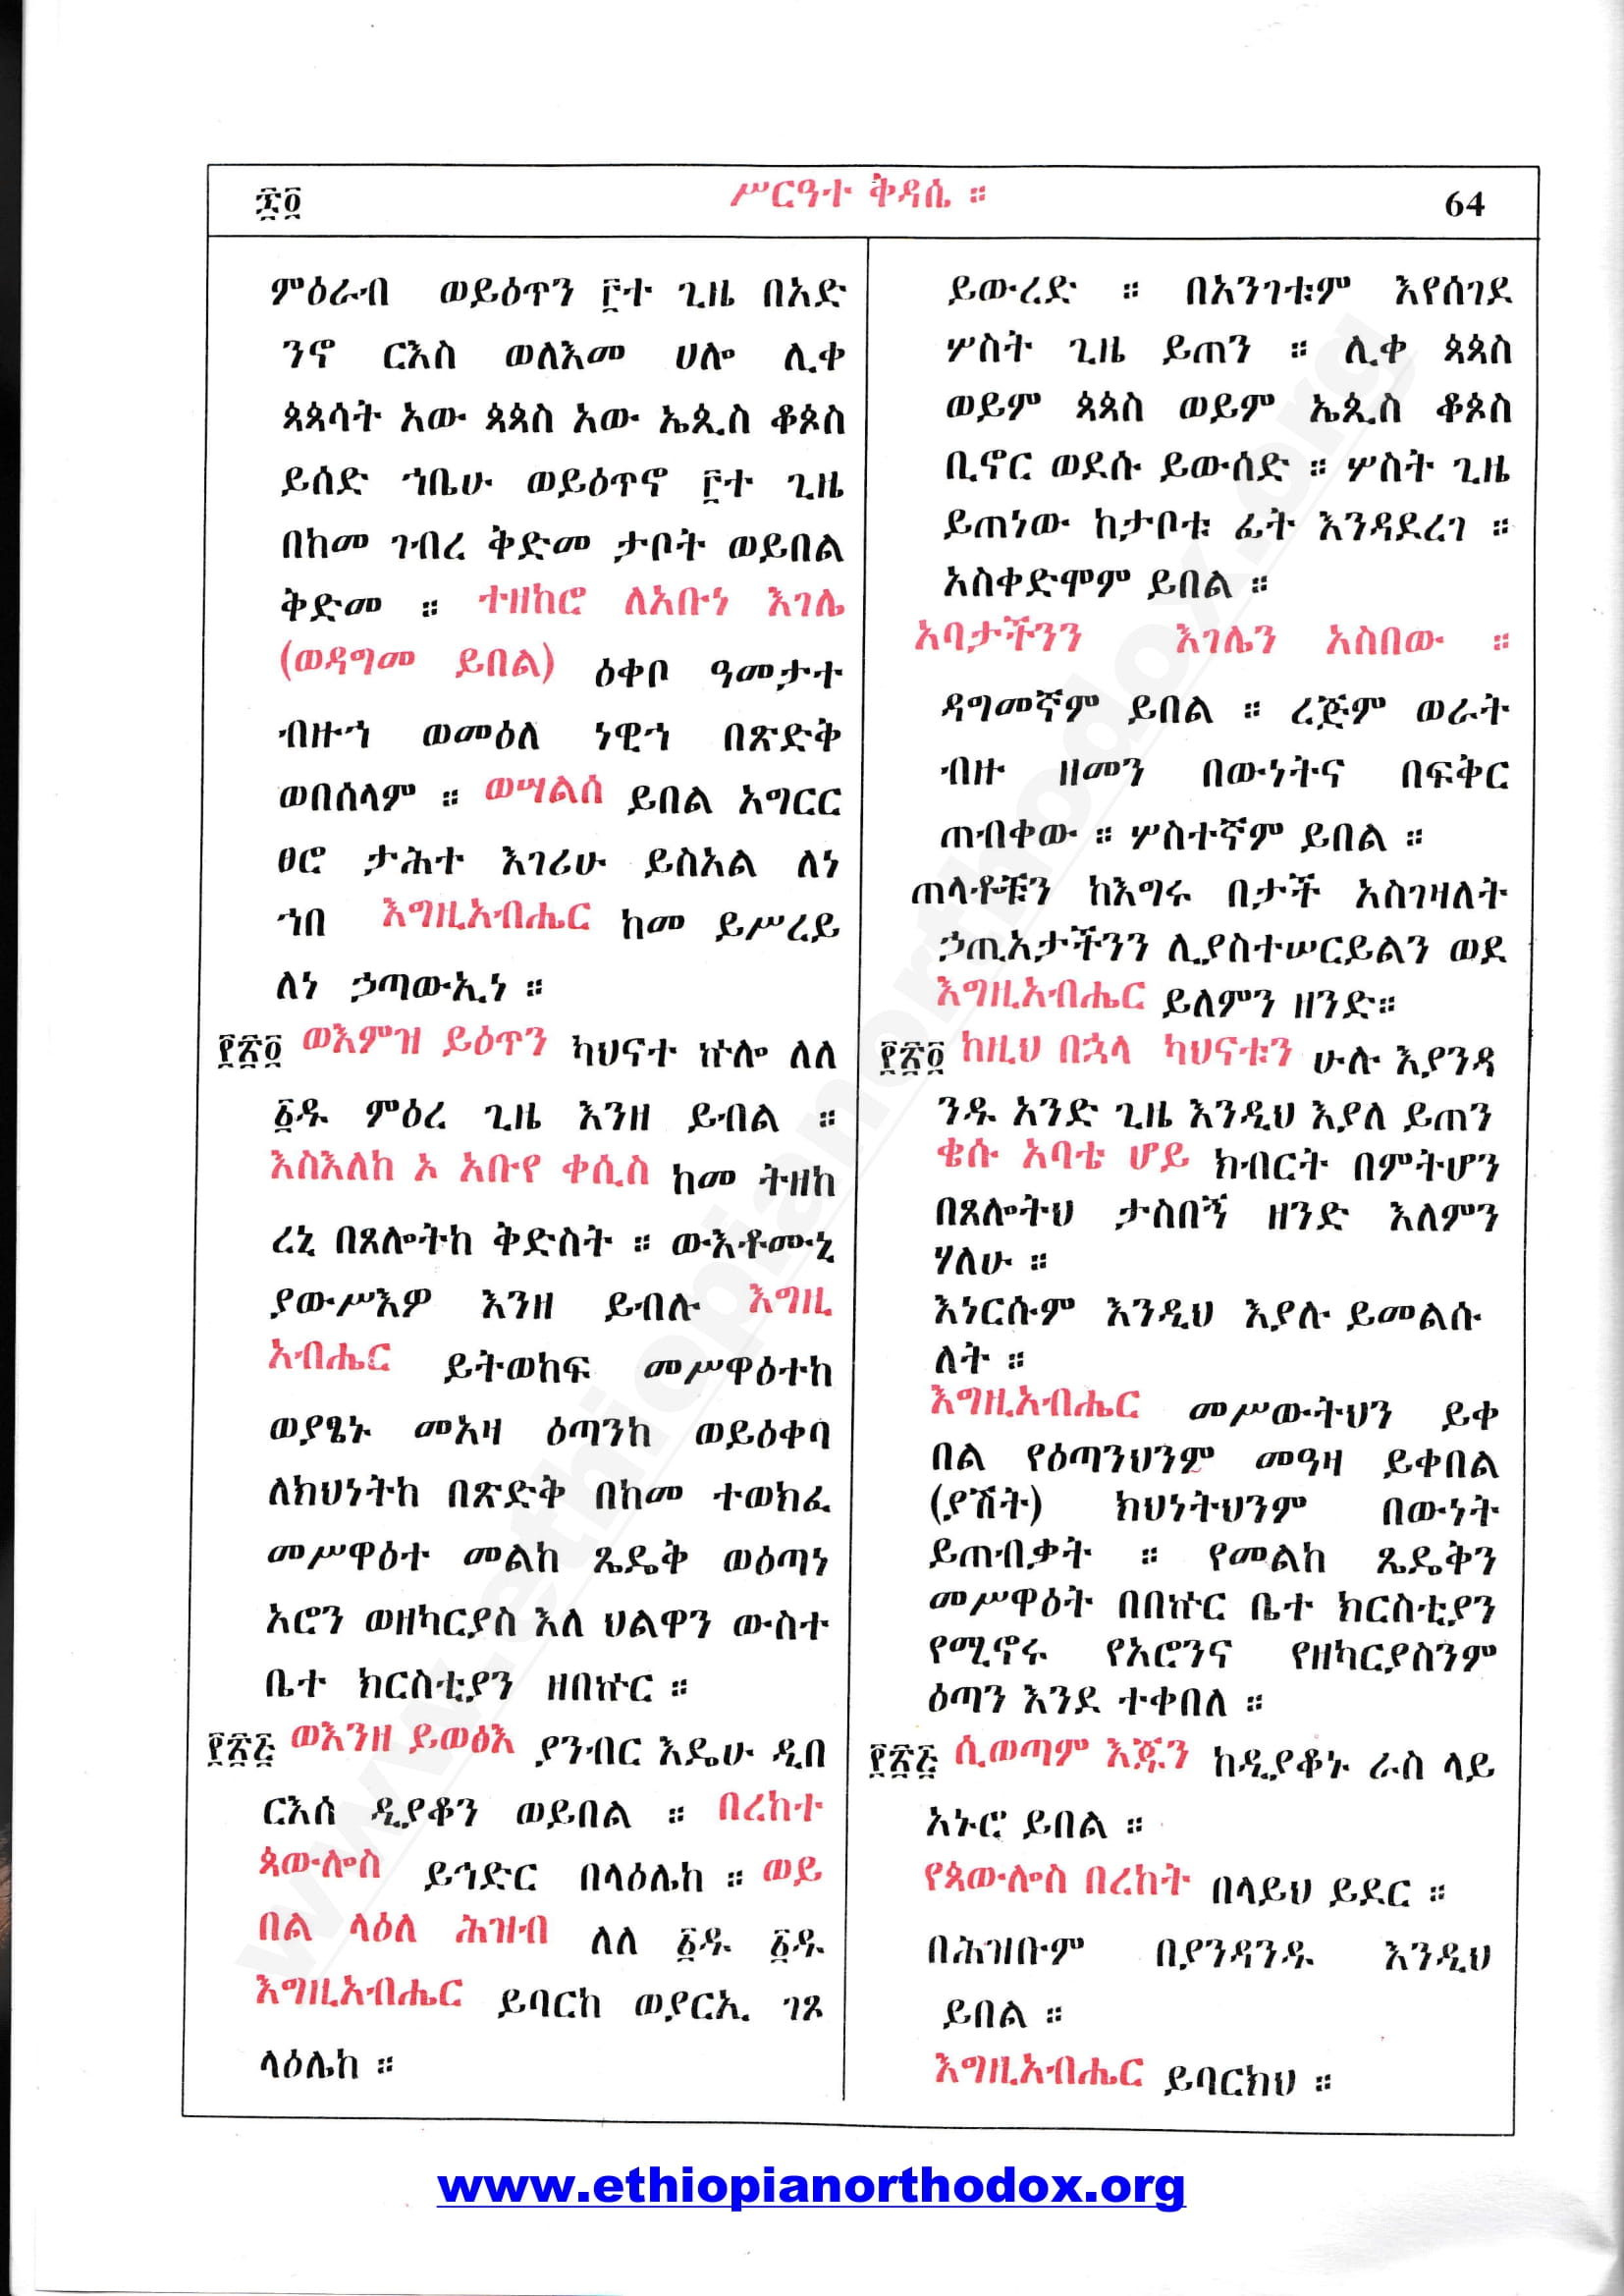 ፷፬ ሥርዓተ ቅዳሴ ። 64
ምዕራብ ወይዕጥን ፫ተ ጊዜ በአድ
ንኖ ርእስ ወለእመ ሀሎ ሊቀ
ጳጳሳት አው ጳጳስ አው ኤጲስ ቆጶስ
ይሰድ ኀቤሁ ወይዕጥኖ ፫ተ ጊዜ
በከመ ገብረ ቅድመ ታቦት ወይበል
ቅድመ ። ተዘከሮ ለአቡነ እገሌ
(ወዳግመ ይበል) ዕቀቦ ዓመታተ
ብዙኀ ወመዕለ ነዊኀ በጽድቅ
ወበሰላም ። ወሣልሰ ይበል አግርር
ፀሮ ታሕተ እገሪሁ ይስአል ለነ
ኀበ እግዚአብሔር ከመ ይሥረይ
ለነ ኃጣውኢነ ።
ወእምዝ ይዕጥን ካህናተ ኵሎ ለለ
፩ዱ ምዕረ ጊዜ እንዘ ይብል ።
እስእለከ ኦ አቡየ ቀሲስ ከመ ትዘከ
ረኒ በጸሎትከ ቅድስት ። ውእቶሙኒ
ያውሥእዎ እንዘ ይብሉ እግዚ
አብሔር ይትወከፍ መሥዋዕተከ
ወያፄኑ መአዛ ዕጣንከ ወይዕቀባ
ለክህነትከ በጽድቅ በከመ ተወክፈ
መሥዋዕተ መልከ ጼዴቅ ወዕጣነ
አሮን ወዘካርያስ እለ ህልዋን ውስተ
ቤተ ክርስቲያን ዘበኵር ።
ወእንዘ ይወፅእ ያንብር እዴሁ ዲበ
ርእሰ ዲያቆን ወይበል ። በረከተ
ጳውሎስ ይኅድር በላዕሌከ ። ወይ
በል ላዕለ ሕዝብ ለለ ፩ዱ ፩ዱ
እግዚአብሔር ይባርከ ወያርኢ ገጾ
ላዕሌከ ።
ይውረድ ። በአንገቱም እየሰገደ
ሦስት ጊዜ ይጠን ። ሊቀ ጳጳስ
ወይም ጳጳስ ወይም ኤጲስ ቆጶስ
ቢኖር ወደሱ ይውሰድ ። ሦስት ጊዜ
ይጠነው ከታቦቱ ፊት እንዳደረገ ።
አስቀድሞም ይበል ።
አባታችንን እገሌን አስበው ።
ዳግመኛም ይበል ። ረጅም ወራት
ብዙ ዘመን በውነትና በፍቅር
ጠብቀው ። ሦስተኛም ይበል ።
ጠላቶቹን ከእግሩ በታች አስገዛለት
ኃጢአታችንን ሊያስተሠርይልን ወደ
እግዚአብሔር ይለምን ዘንድ።
ከዚህ በኋላ ካህናቱን ሁሉ እያንዳ
ንዱ አንድ ጊዜ እንዲህ እያለ ይጠን
ቄሱ አባቴ ሆይ ክብርት በምትሆን
በጸሎትህ ታስበኝ ዘንድ እለምን
ሃለሁ ።
እነርሱም እንዲህ እያሉ ይመልሱ
ለት ።
እግዚአብሔር መሥውትህን ይቀ
በል የዕጣንህንም መዓዛ ይቀበል
(ያሽት) ክህነትህንም በውነት
ይጠብቃት ። የመልከ ጼዴቅን
መሥዋዕት በበኵር ቤተ ክርስቲያን
የሚኖሩ የአሮንና የዘካርያስንም
ዕጣን እንደ ተቀበለ ።
ሲወጣም እጁን ከዲያቆኑ ራስ ላይ
አኑሮ ይበል ።
የጳውሎስ በረከት በላይህ ይደር ።
በሕዝቡም በያንዳንዱ እንዲህ
ይበል ።
እግዚአብሔር ይባርክህ ።
www.ethiopianorthodox.org
www.ethiopianorthodox.org